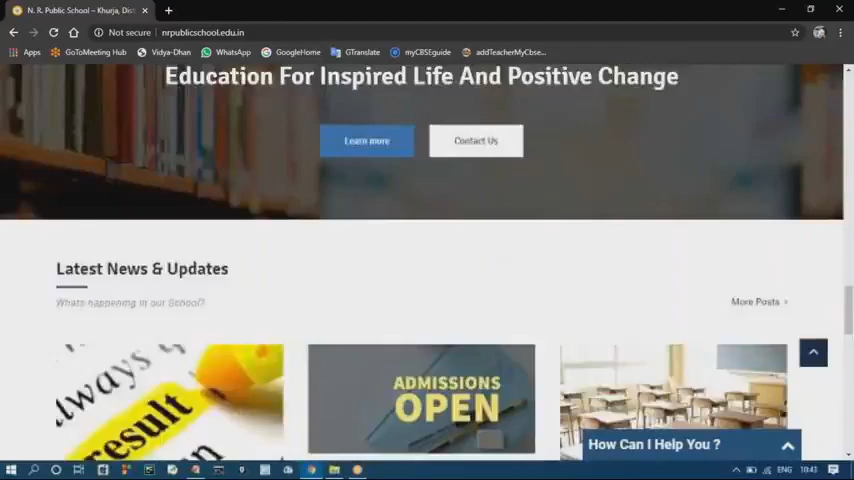 N. R. Public School – Khurja, Dist
Not secure | nrpublicschool.edu.in
Apps GoToMeeting Hub Vidya-Dhan WhatsApp GoogleHome GTranslate myCBSEguide addTeacherMyCbse...
Education For Inspired Life And Positive Change
Learn more Contact Us
Latest News & Updates
Whats happening in our School?
More Posts
always
result
ADMISSIONS
OPEN
How Can I Help You ?
ENG 10:43